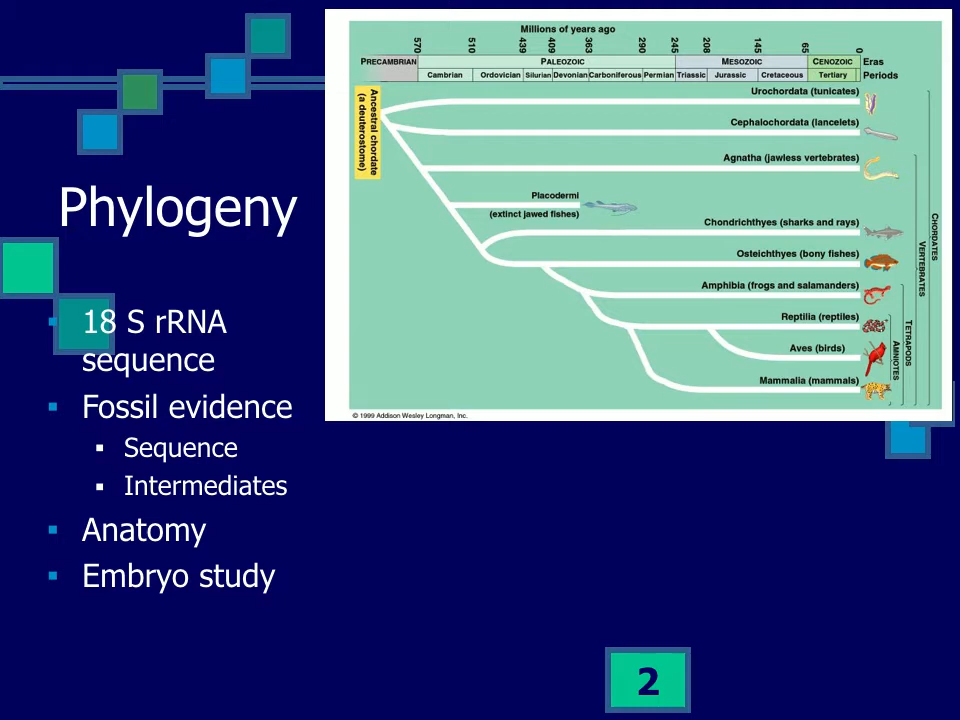 Phylogeny
18 S rRNA
sequence
Fossil evidence
Sequence
Intermediates
Anatomy
Embryo study
Millions of years ago
570 510 439 409 363 290 245 208 145 65 0
PRECAMBRIAN PALEOZOIC MESOZOIC CENOZOIC Eras
Cambrian Ordovician Silurian Devonian Carboniferous Permian Triassic Jurassic Cretaceous Tertiary Periods
Ancestral chordate
(a deuterostome)
Urochordata (tunicates)
Cephalochordata (lancelets)
Agnatha (jawless vertebrates)
Placodermi
(extinct jawed fishes)
Chondrichthyes (sharks and rays)
Osteichthyes (bony fishes)
Amphibia (frogs and salamanders)
Reptilia (reptiles)
Aves (birds)
Mammalia (mammals)
CHORDATES
VERTEBRATES
TETRAPODS
AMNIOTES
© 1999 Addison Wesley Longman, Inc.
2